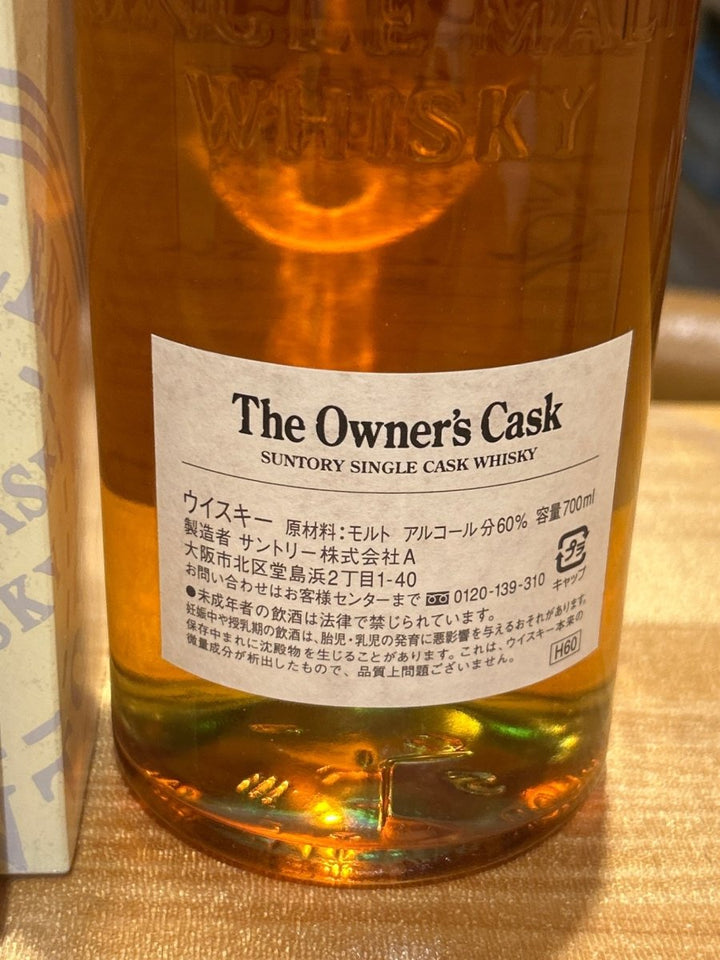 SINGLE MALT
WHISKY
The Owner's Cask
SUNTORY SINGLE CASK WHISKY
ウイスキー 原材料:モルト アルコール分60% 容量700ml
製造者 サントリー株式会社A
大阪市北区堂島浜2丁目1-40
プラ
キャップ
お問い合わせはお客様センターまで 0120-139-310
●未成年者の飲酒は法律で禁じられています。
妊娠中や授乳期の飲酒は、胎児・乳児の発育に悪影響を与えるおそれがあります。
保存中まれに沈殿物を生じることがあります。これは、ウイスキー本来の
微量成分が析出したもので、品質上問題ございません。
H60